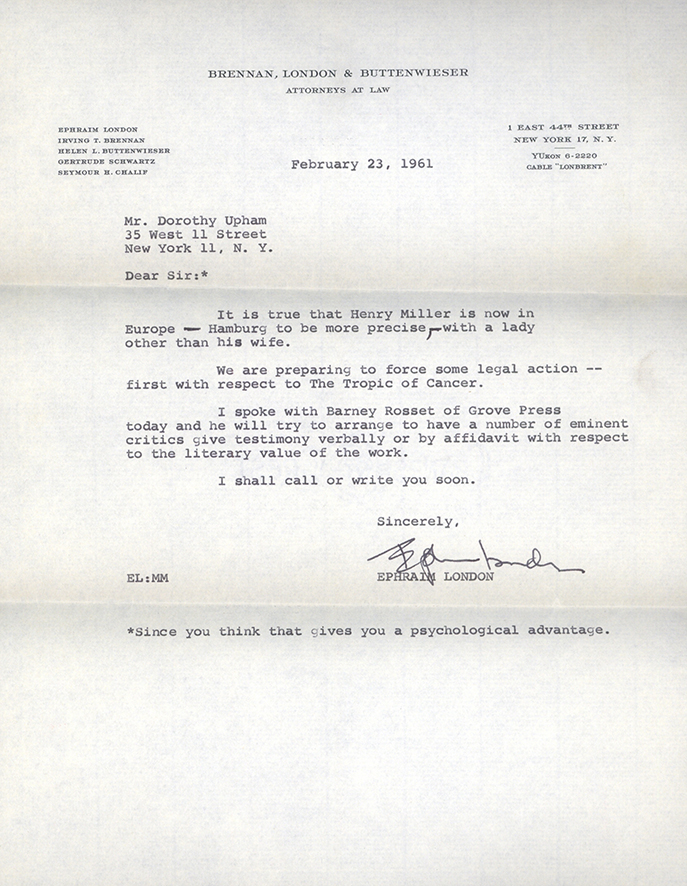 BRENNAN, LONDON & BUTTENWIESER
ATTORNEYS AT LAW
EPHRAIM LONDON
IRVING T. BRENNAN
HELEN L. BUTTENWIESER
GERTRUDE SCHWARTZ
SEYMOUR H. CHALIF
1 EAST 44TH STREET
NEW YORK 17, N. Y.
YUKON 6-2220
CABLE "LONBRENT"
February 23, 1961
Mr. Dorothy Upham
35 West 11 Street
New York 11, N. Y.
Dear Sir:*
It is true that Henry Miller is now in
Europe — Hamburg to be more precise, with a lady
other than his wife.
We are preparing to force some legal action --
first with respect to The Tropic of Cancer.
I spoke with Barney Rosset of Grove Press
today and he will try to arrange to have a number of eminent
critics give testimony verbally or by affidavit with respect
to the literary value of the work.
I shall call or write you soon.
Sincerely,
Ephraim London
EL:MM
EPHRAIM LONDON
*Since you think that gives you a psychological advantage.